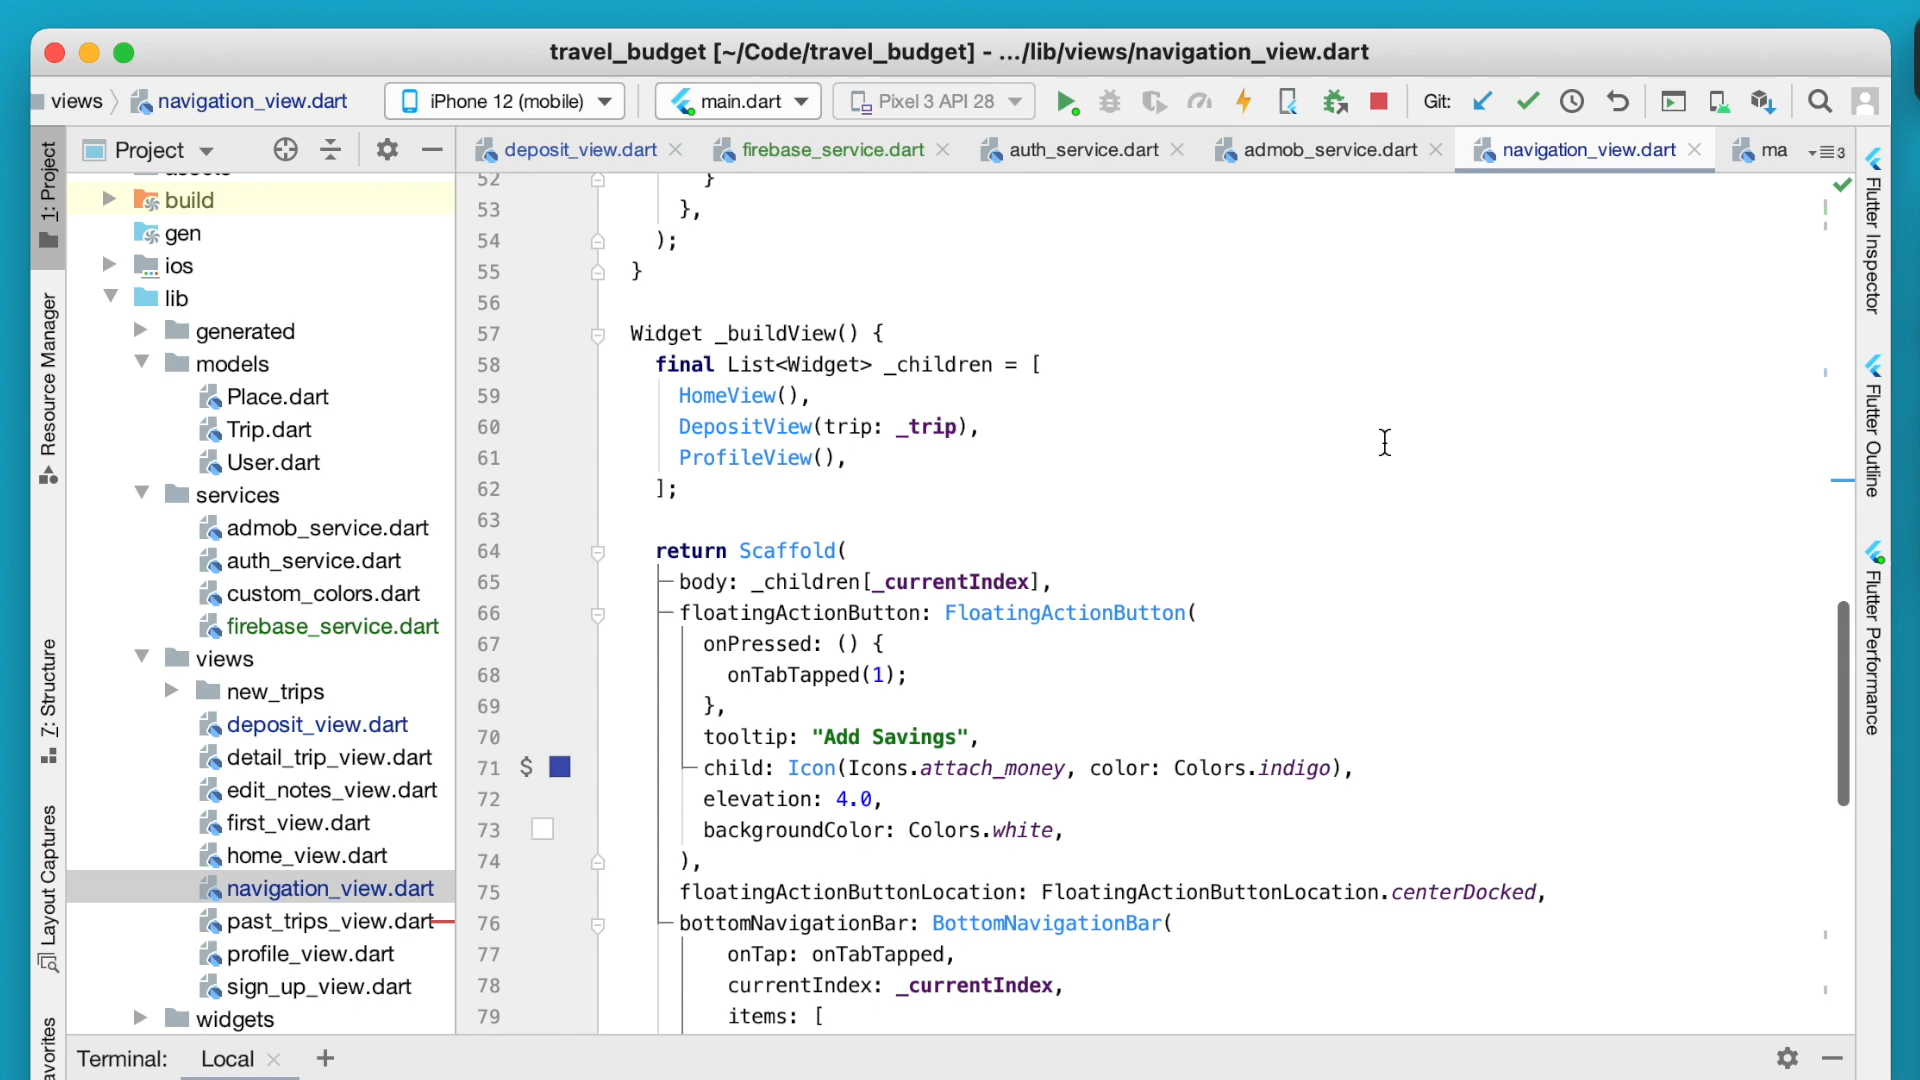 travel_budget [~/Code/travel_budget] - .../lib/views/navigation_view.dart
views navigation_view.dart iPhone 12 (mobile) main.dart Pixel 3 API 28 Git:
Project
deposit_view.dart firebase_service.dart auth_service.dart admob_service.dart navigation_view.dart ma 3
1: Project
Resource Manager
7: Structure
Layout Captures
avorites
assets
build
gen
ios
lib
generated
models
Place.dart
Trip.dart
User.dart
services
admob_service.dart
auth_service.dart
custom_colors.dart
firebase_service.dart
views
new_trips
deposit_view.dart
detail_trip_view.dart
edit_notes_view.dart
first_view.dart
home_view.dart
navigation_view.dart
past_trips_view.dart
profile_view.dart
sign_up_view.dart
widgets
52 }
53 },
54 );
55 }
56
57 Widget _buildView() {
58 final List<Widget> _children = [
59 HomeView(),
60 DepositView(trip: _trip),
61 ProfileView(),
62 ];
63
64 return Scaffold(
65 body: _children[_currentIndex],
66 floatingActionButton: FloatingActionButton(
67 onPressed: () {
68 onTabTapped(1);
69 },
70 tooltip: "Add Savings",
71 $ child: Icon(Icons.attach_money, color: Colors.indigo),
72 elevation: 4.0,
73 backgroundColor: Colors.white,
74 ),
75 floatingActionButtonLocation: FloatingActionButtonLocation.centerDocked,
76 bottomNavigationBar: BottomNavigationBar(
77 onTap: onTabTapped,
78 currentIndex: _currentIndex,
79 items: [
Flutter Inspector
Flutter Outline
Flutter Performance
Terminal: Local +